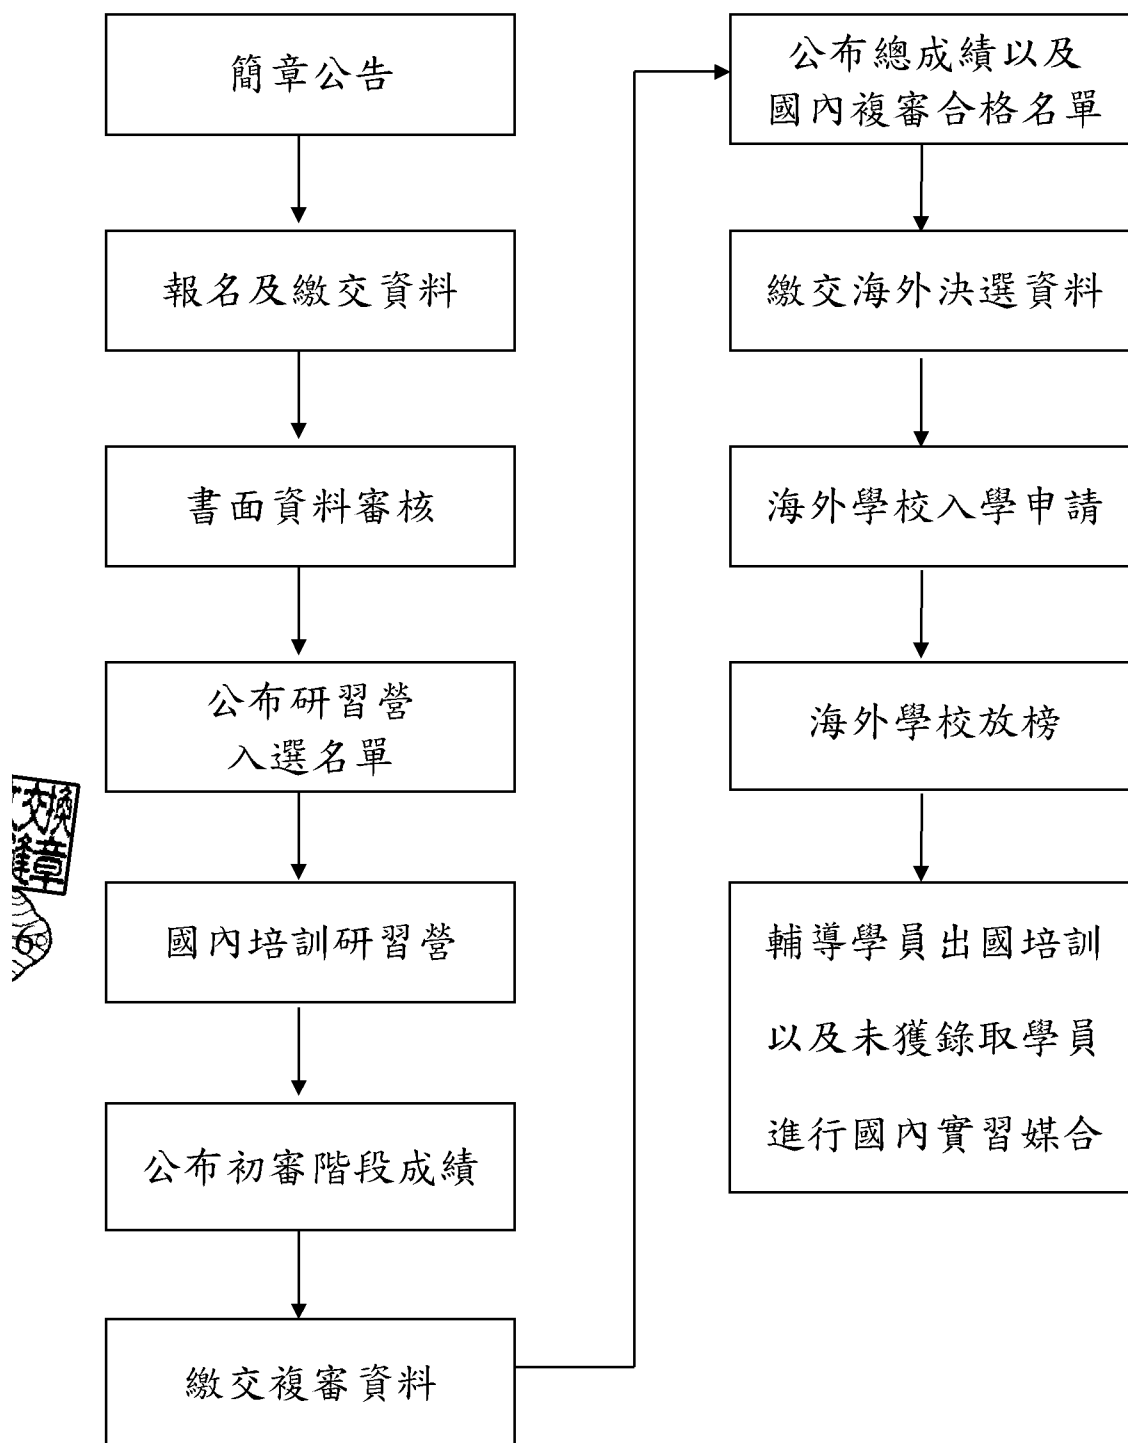 簡章公告
報名及繳交資料
書面資料審核
公布研習營
入選名單
國內培訓研習營
公布初審階段成績
繳交複審資料
公布總成績以及
國內複審合格名單
繳交海外決選資料
海外學校入學申請
海外學校放榜
輔導學員出國培訓
以及未獲錄取學員
進行國內實習媒合
交換
章
6